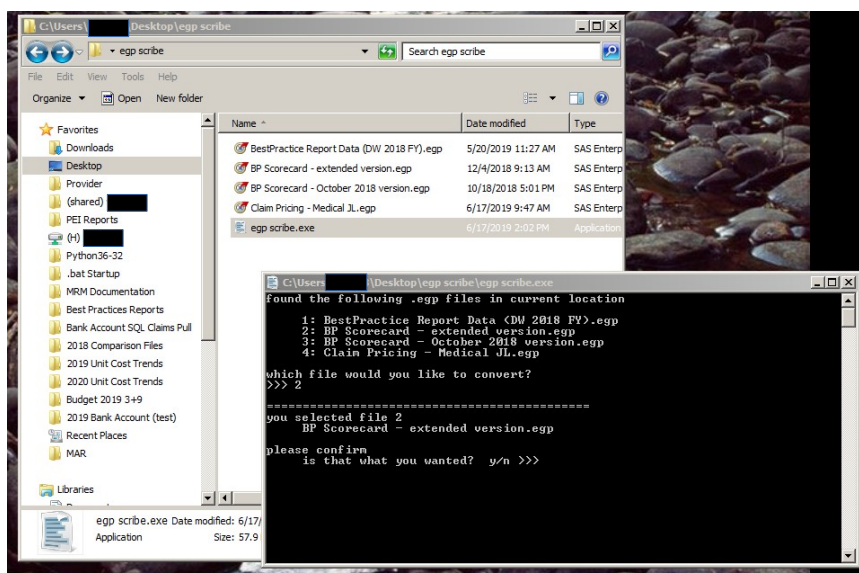 C:\Users\ Desktop\egp scribe
egp scribe
Search egp scribe
File Edit View Tools Help
Organize Open New folder
Favorites
Downloads
Desktop
Provider
(shared)
PEI Reports
(H)
Python36-32
.bat Startup
MRM Documentation
Best Practices Reports
Bank Account SQL Claims Pull
2018 Comparison Files
2019 Unit Cost Trends
2020 Unit Cost Trends
Budget 2019 3+9
2019 Bank Account (test)
Recent Places
MAR
Libraries
Name Date modified Type
BestPractice Report Data (DW 2018 FY).egp 5/20/2019 11:27 AM SAS Enterp
BP Scorecard - extended version.egp 12/4/2018 9:13 AM SAS Enterp
BP Scorecard - October 2018 version.egp 10/18/2018 5:01 PM SAS Enterp
Claim Pricing - Medical JL.egp 6/17/2019 9:47 AM SAS Enterp
egp scribe.exe 6/17/2019 2:02 PM Application
egp scribe.exe Date modified: 6/17/
Application Size: 57.9
C:\Users \Desktop\egp scribe\egp scribe.exe
found the following .egp files in current location
1: BestPractice Report Data (DW 2018 FY).egp
2: BP Scorecard - extended version.egp
3: BP Scorecard - October 2018 version.egp
4: Claim Pricing - Medical JL.egp
which file would you like to convert?
>>> 2
=============================================
you selected file 2
BP Scorecard - extended version.egp
please confirm
is that what you wanted? y/n >>>